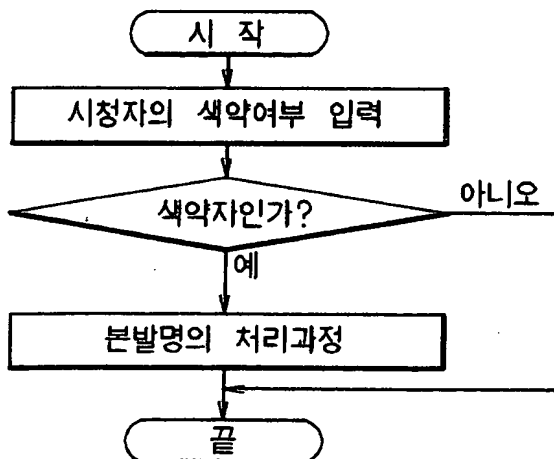 시 작
시청자의 색약여부 입력
색약자인가?
아니오
예
본발명의 처리과정
끝